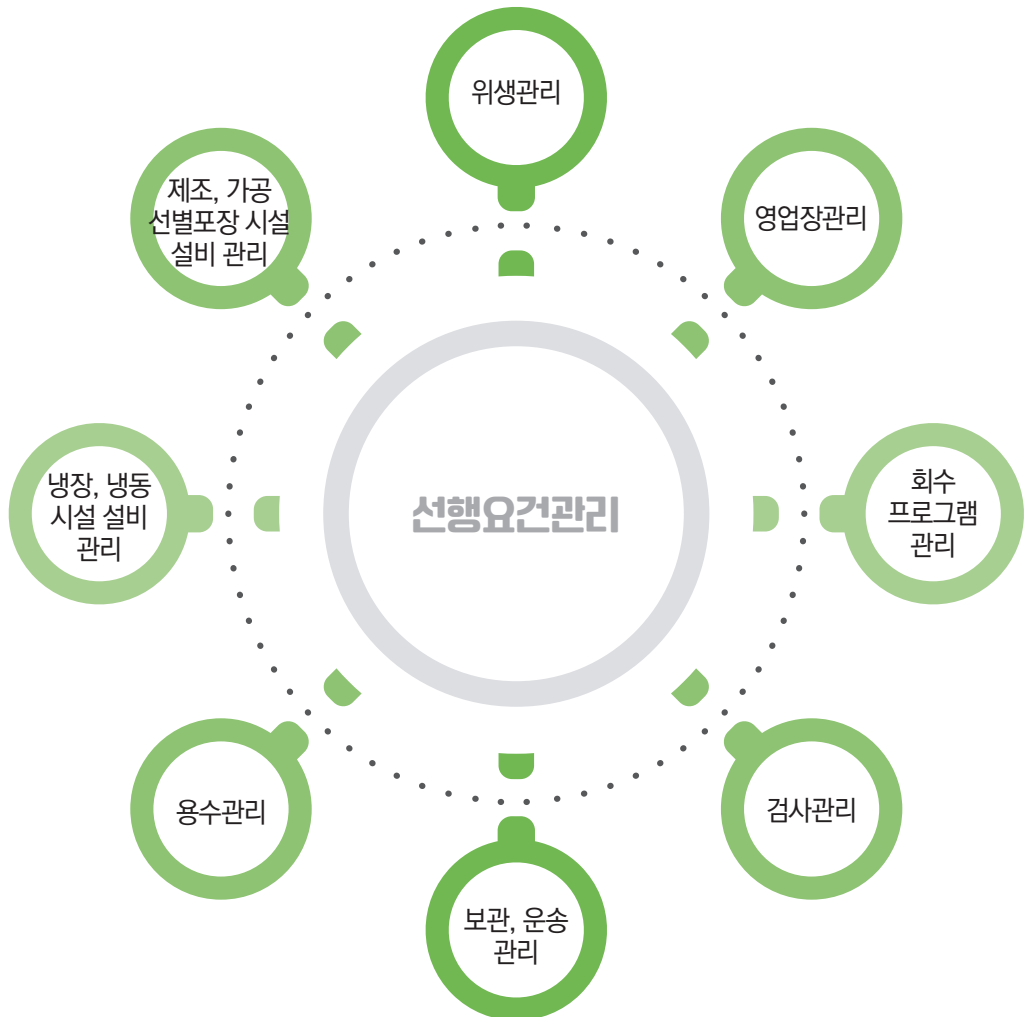 위생관리
영업장관리
회수
프로그램
관리
검사관리
보관, 운송
관리
용수관리
냉장, 냉동
시설 설비
관리
제조, 가공
선별포장 시설
설비 관리
선행요건관리